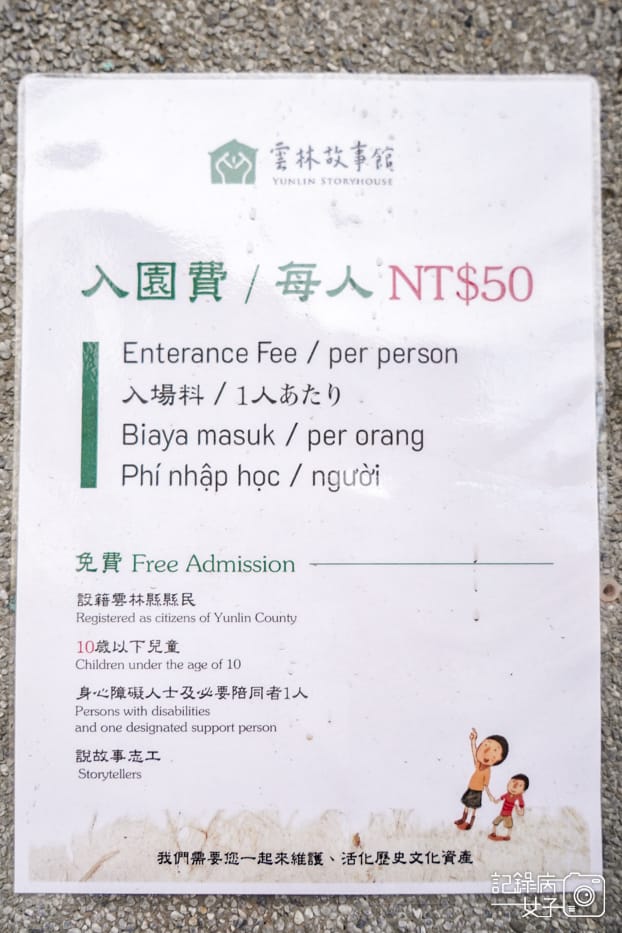 雲林故事館
YUNLIN STORYHOUSE
入園費 / 每人 NT$50
Enterance Fee / per person
入場料 / 1人あたり
Biaya masuk / per orang
Phí nhập học / người
免費 Free Admission
設籍雲林縣縣民
Registered as citizens of Yunlin County
10歲以下兒童
Children under the age of 10
身心障礙人士及必要陪同者1人
Persons with disabilities
and one designated support person
說故事志工
Storytellers
我們需要您一起來維護、活化歷史文化資產
記錄病
女子